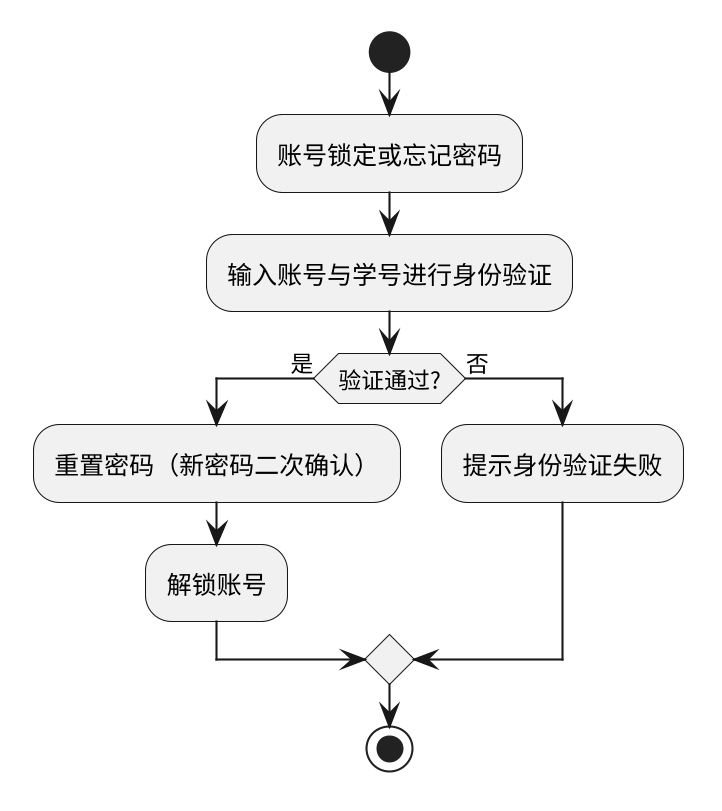 账号锁定或忘记密码
输入账号与学号进行身份验证
是
验证通过?
否
重置密码（新密码二次确认）
提示身份验证失败
解锁账号